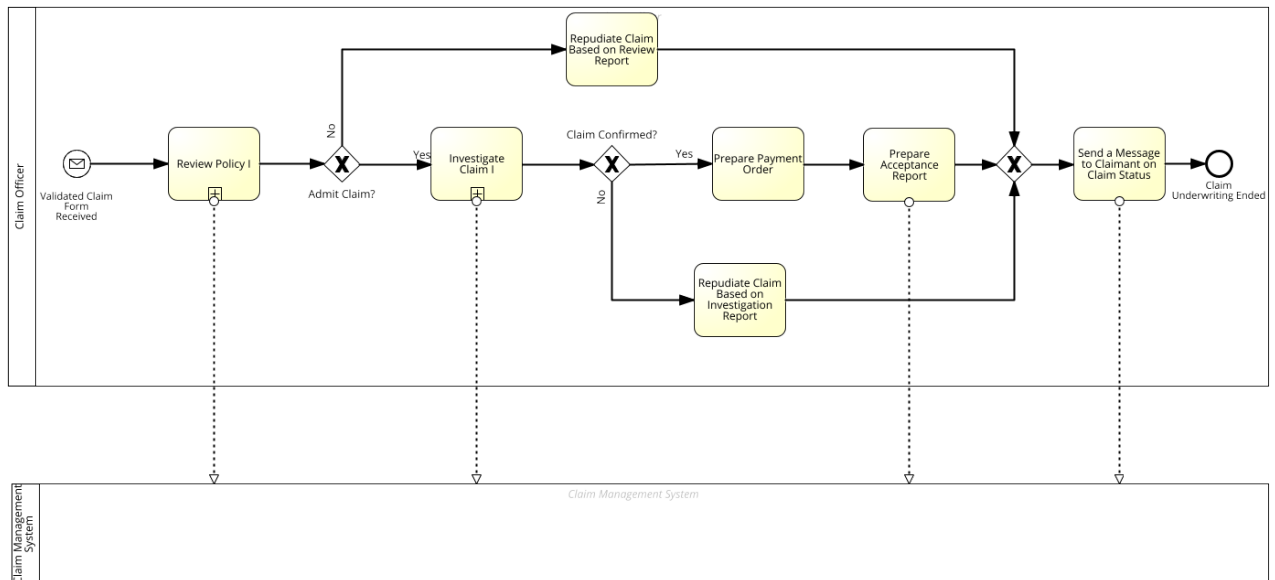 Claim Officer
Repudiate Claim
Based on Review
Report
No
Claim Confirmed?
Validated Claim
Form
Received
Review Policy I
Admit Claim?
Yes
Investigate
Claim I
Yes
No
Prepare Payment
Order
Prepare
Acceptance
Report
Send a Message
to Claimant on
Claim Status
Claim
Underwriting Ended
Repudiate Claim
Based on
Investigation
Report
Claim Management
System
Claim Management System